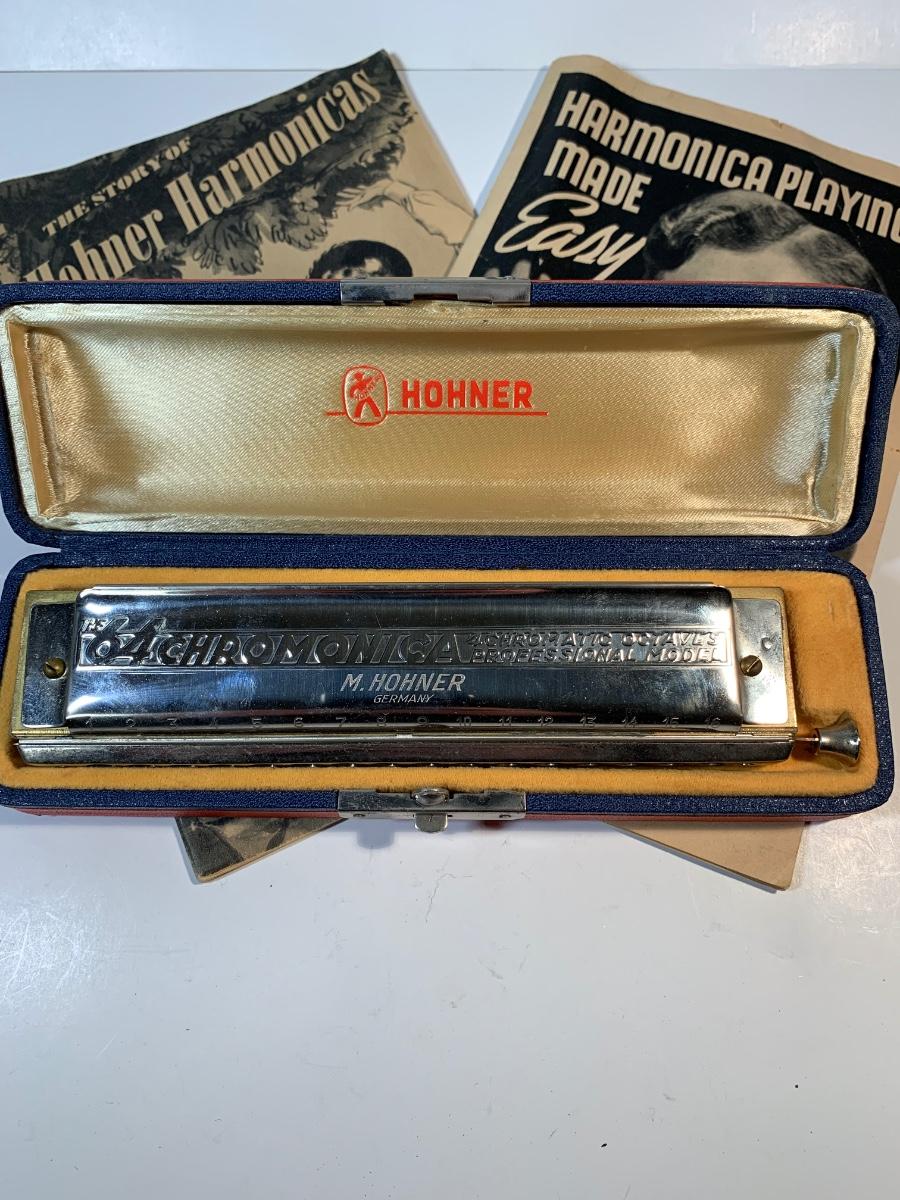 THE STORY OF
Hohner Harmonicas
HARMONICA PLAYING
MADE
Easy
HOHNER
THE 64 CHROMONICA 4 CHROMATIC OCTAVES
PROFESSIONAL MODEL
M. HOHNER
GERMANY
1 2 3 4 5 6 7 8 9 10 11 12 13 14 15 16